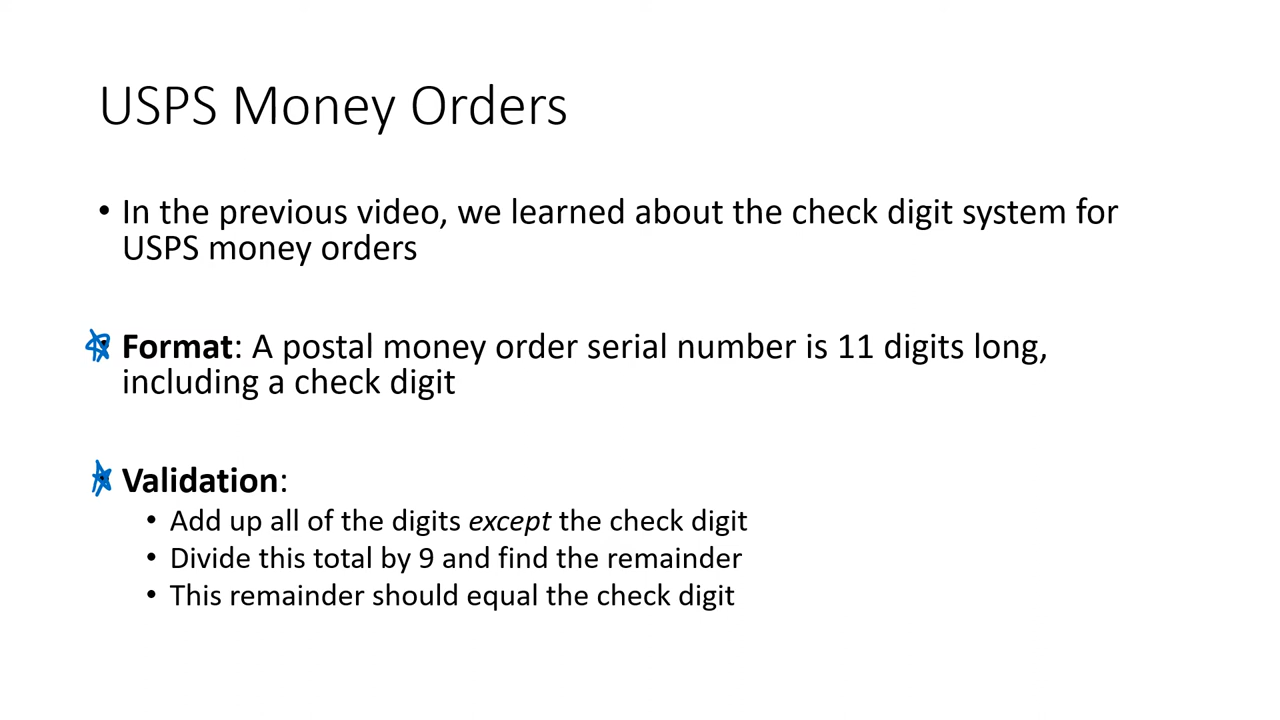 USPS Money Orders
• In the previous video, we learned about the check digit system for
USPS money orders
Format: A postal money order serial number is 11 digits long,
including a check digit
Validation:
• Add up all of the digits except the check digit
• Divide this total by 9 and find the remainder
• This remainder should equal the check digit